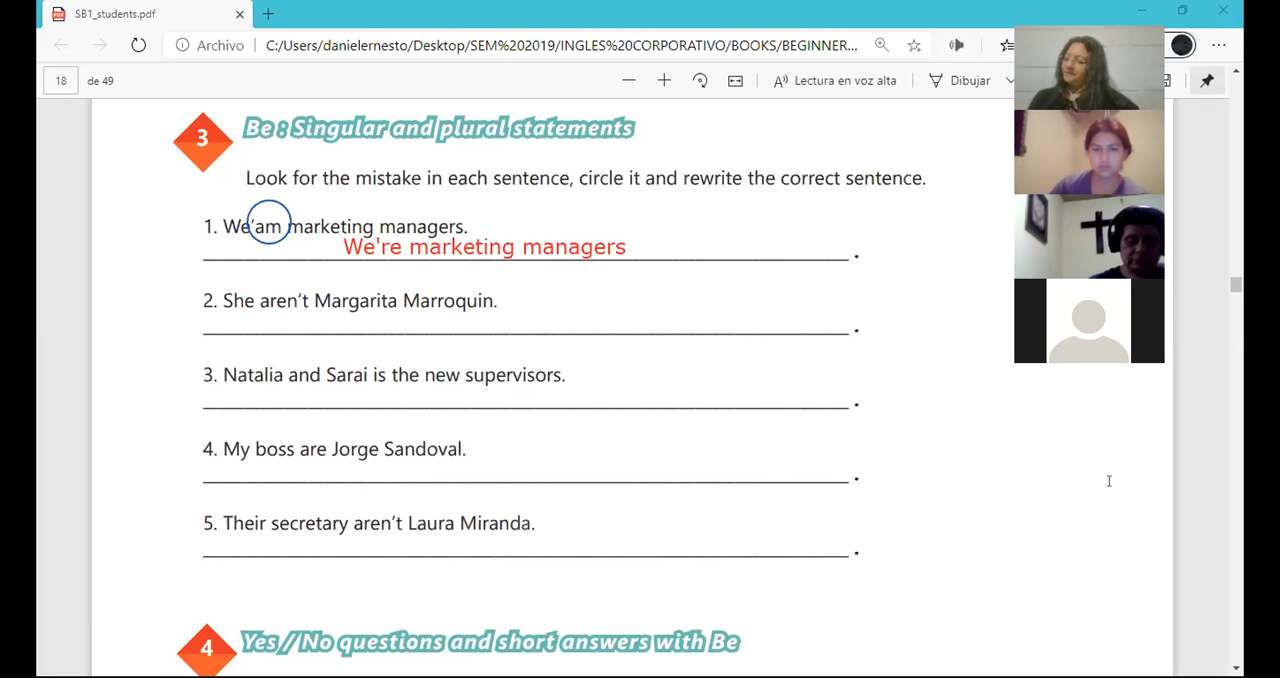 SB1_students.pdf
Archivo C:/Users/danielernesto/Desktop/SEM%202019/INGLES%20CORPORATIVO/BOOKS/BEGINNER...
18 de 49 Lectura en voz alta Dibujar
3 Be : Singular and plural statements
Look for the mistake in each sentence, circle it and rewrite the correct sentence.
1. We'am marketing managers.
We're marketing managers
2. She aren't Margarita Marroquin.
3. Natalia and Sarai is the new supervisors.
4. My boss are Jorge Sandoval.
5. Their secretary aren't Laura Miranda.
4 Yes / No questions and short answers with Be